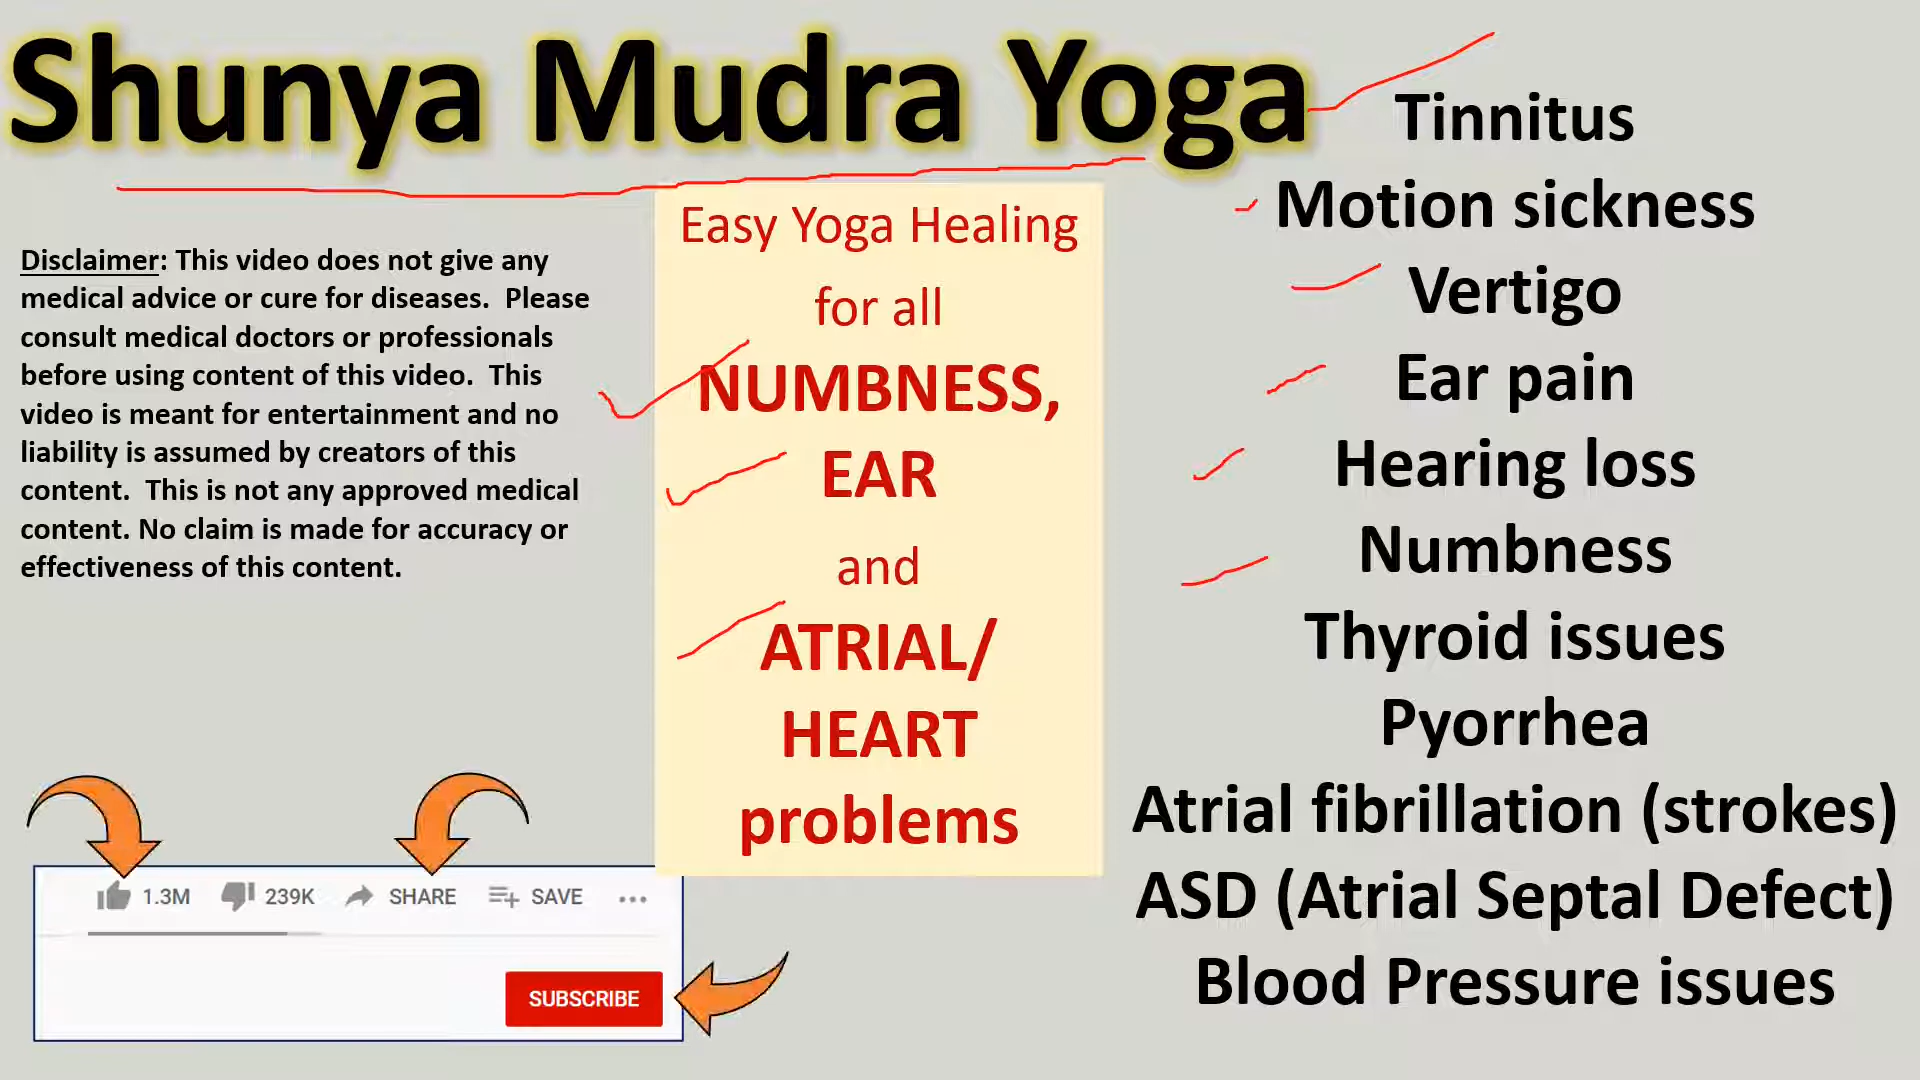 Shunya Mudra Yoga
Disclaimer: This video does not give any
medical advice or cure for diseases.  Please
consult medical doctors or professionals
before using content of this video.  This
video is meant for entertainment and no
liability is assumed by creators of this
content.  This is not any approved medical
content. No claim is made for accuracy or
effectiveness of this content.
1.3M 239K SHARE SAVE
SUBSCRIBE
Easy Yoga Healing
for all
NUMBNESS,
EAR
and
ATRIAL/
HEART
problems
Tinnitus
Motion sickness
Vertigo
Ear pain
Hearing loss
Numbness
Thyroid issues
Pyorrhea
Atrial fibrillation (strokes)
ASD (Atrial Septal Defect)
Blood Pressure issues